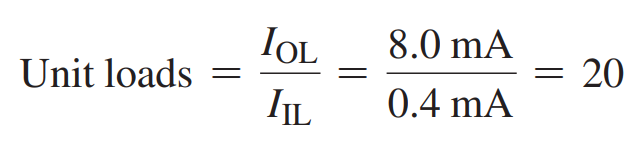 Unit loads = I_OL / I_IL = 8.0 mA / 0.4 mA = 20